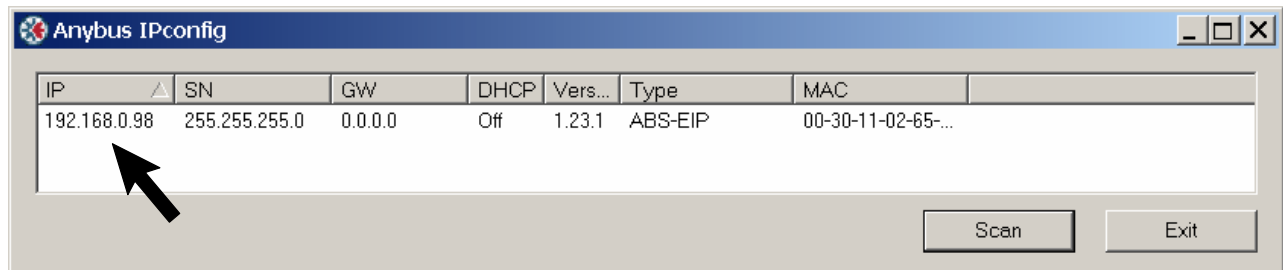 Anybus IPconfig
IP SN GW DHCP Vers... Type MAC
192.168.0.98 255.255.255.0 0.0.0.0 Off 1.23.1 ABS-EIP 00-30-11-02-65-...
Scan Exit